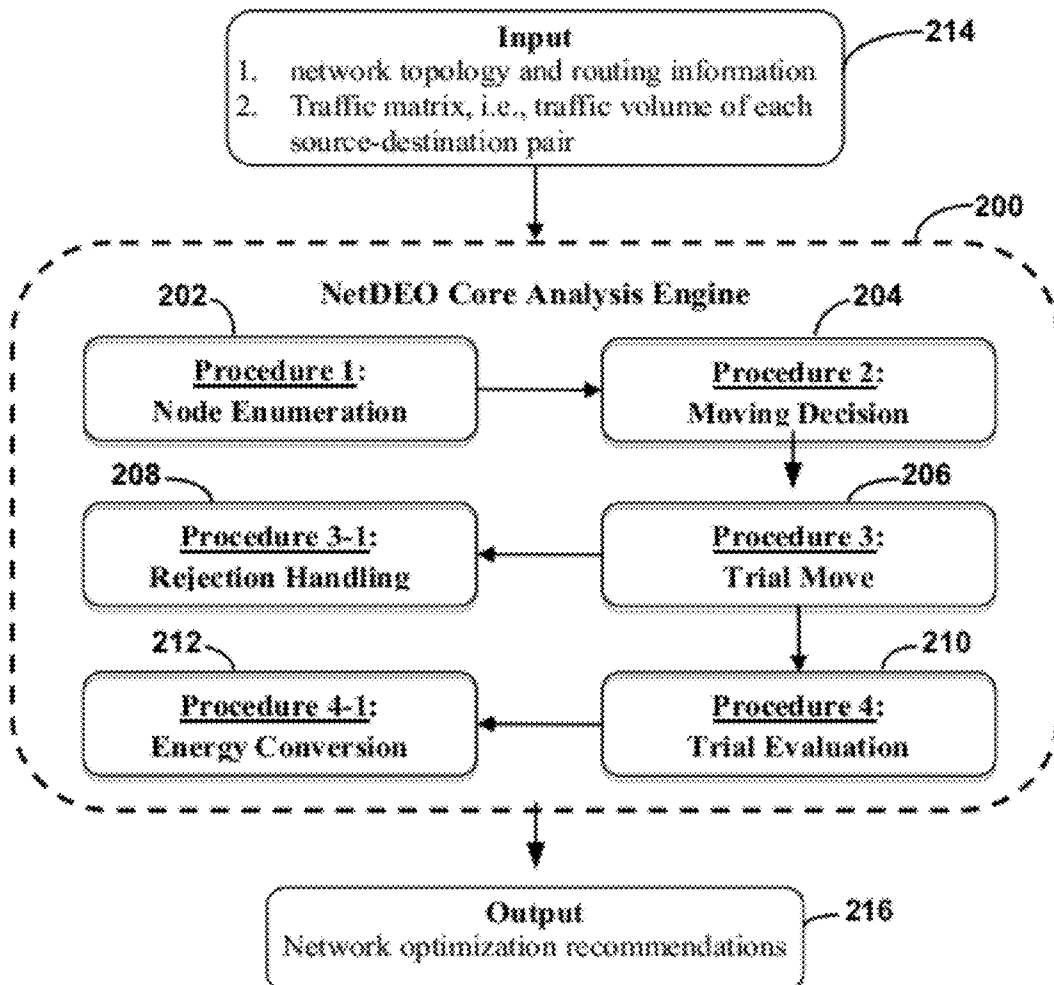 Input
214
1. network topology and routing information
2. Traffic matrix, i.e., traffic volume of each
source-destination pair
200
NetDEO Core Analysis Engine
202
204
Procedure 1:
Node Enumeration
Procedure 2:
Moving Decision
208
206
Procedure 3-1:
Rejection Handling
Procedure 3:
Trial Move
212
210
Procedure 4-1:
Energy Conversion
Procedure 4:
Trial Evaluation
Output
216
Network optimization recommendations